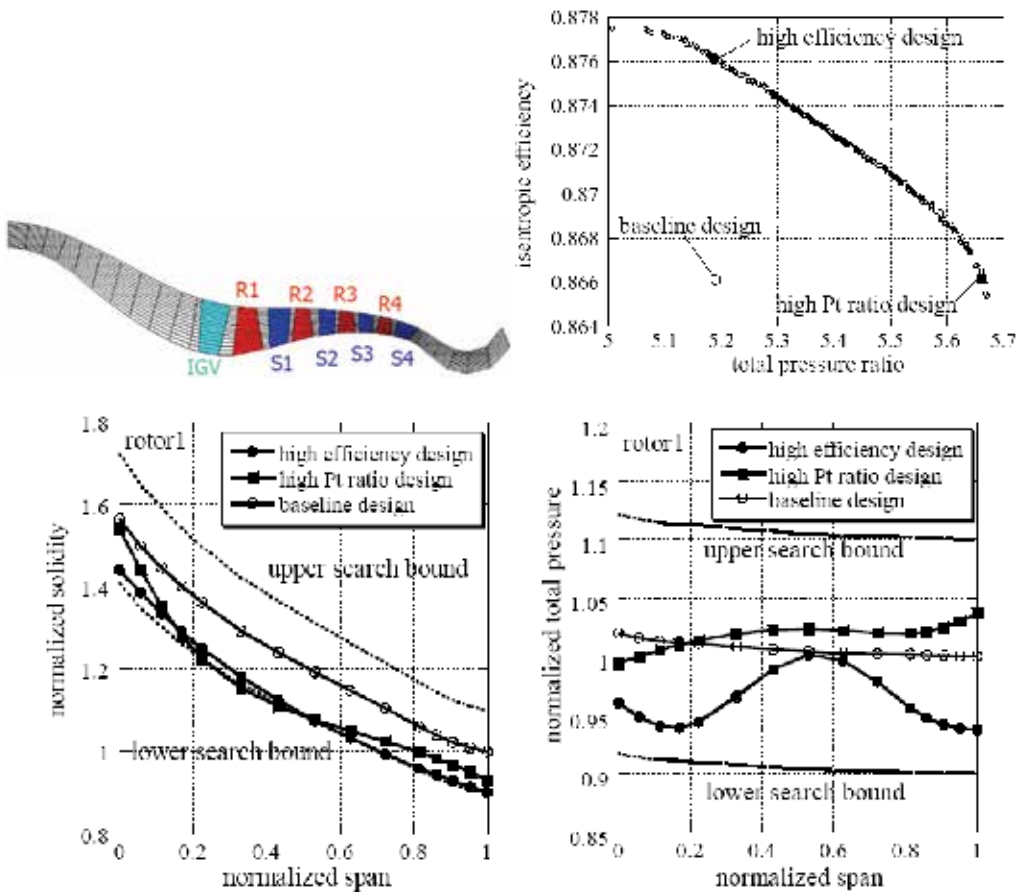 R1 R2 R3 R4
IGV S1 S2 S3 S4
0.878
0.876
0.874
0.872
0.87
0.868
0.866
0.864
isentropic efficiency
high efficiency design
baseline design
high Pt ratio design
5 5.1 5.2 5.3 5.4 5.5 5.6 5.7
total pressure ratio
1.8
1.6
1.4
1.2
1
0.8
normalized solidity
rotor1
high efficiency design
high Pt ratio design
baseline design
upper search bound
lower search bound
0 0.2 0.4 0.6 0.8 1
normalized span
1.2
1.15
1.1
1.05
1
0.95
0.9
0.85
normalized total pressure
rotor1
high efficiency design
high Pt ratio design
baseline design
upper search bound
lower search bound
0 0.2 0.4 0.6 0.8 1
normalized span